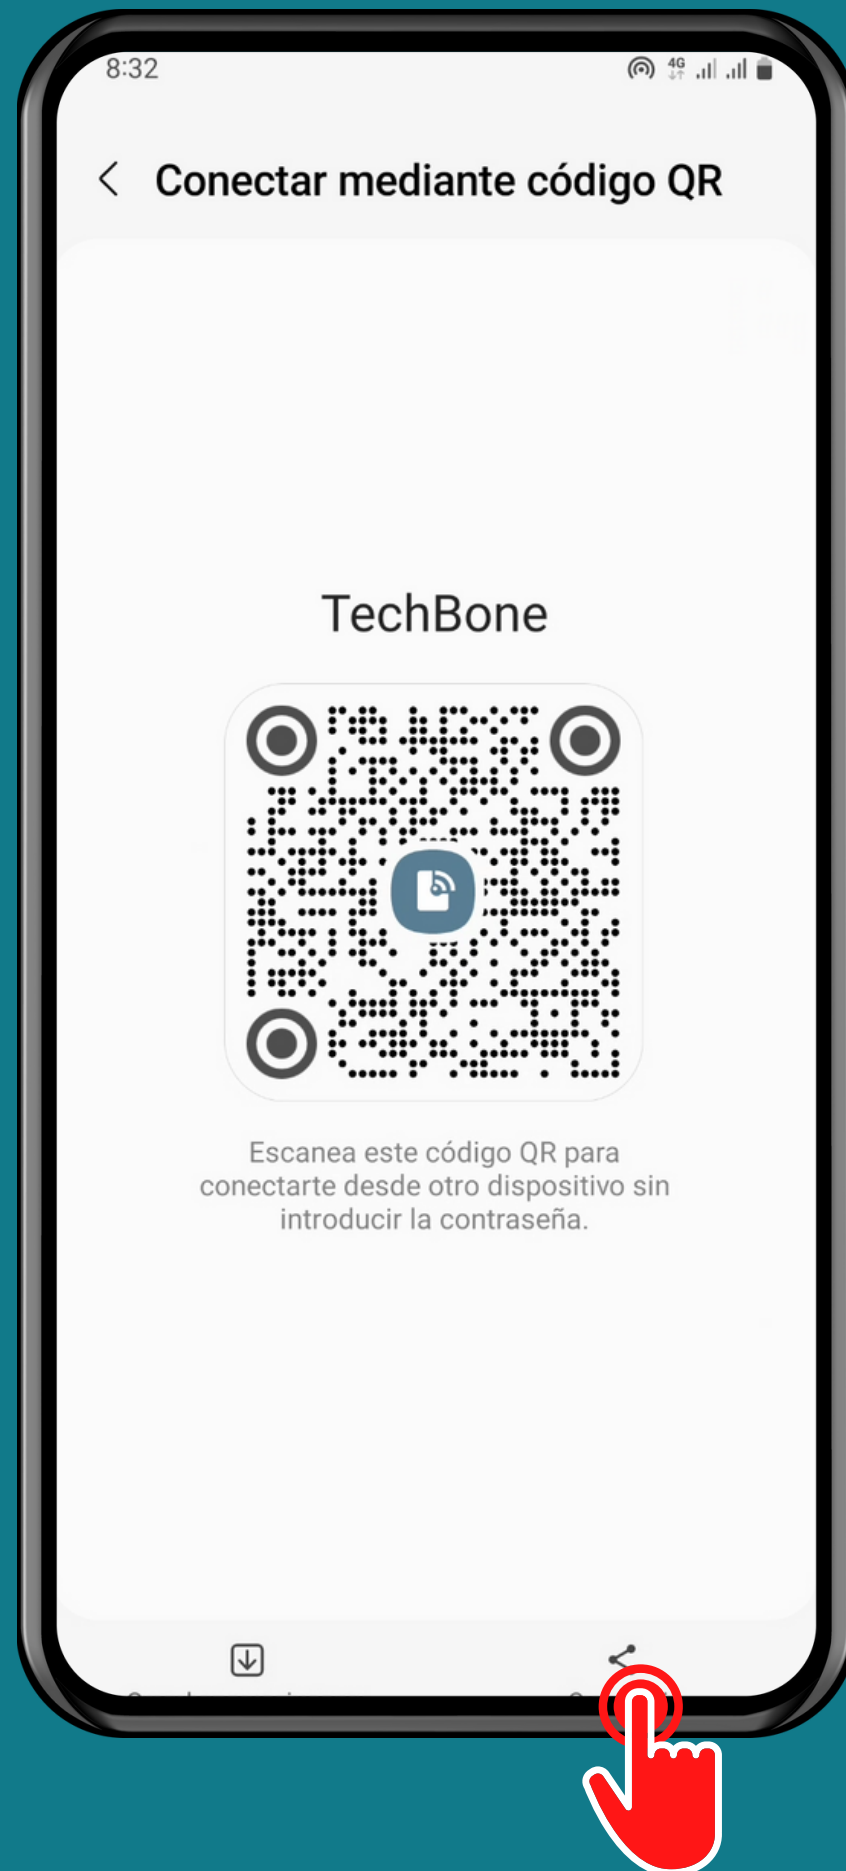 8:32
4G
Conectar mediante código QR
TechBone
Escanea este código QR para
conectarte desde otro dispositivo sin
introducir la contraseña.